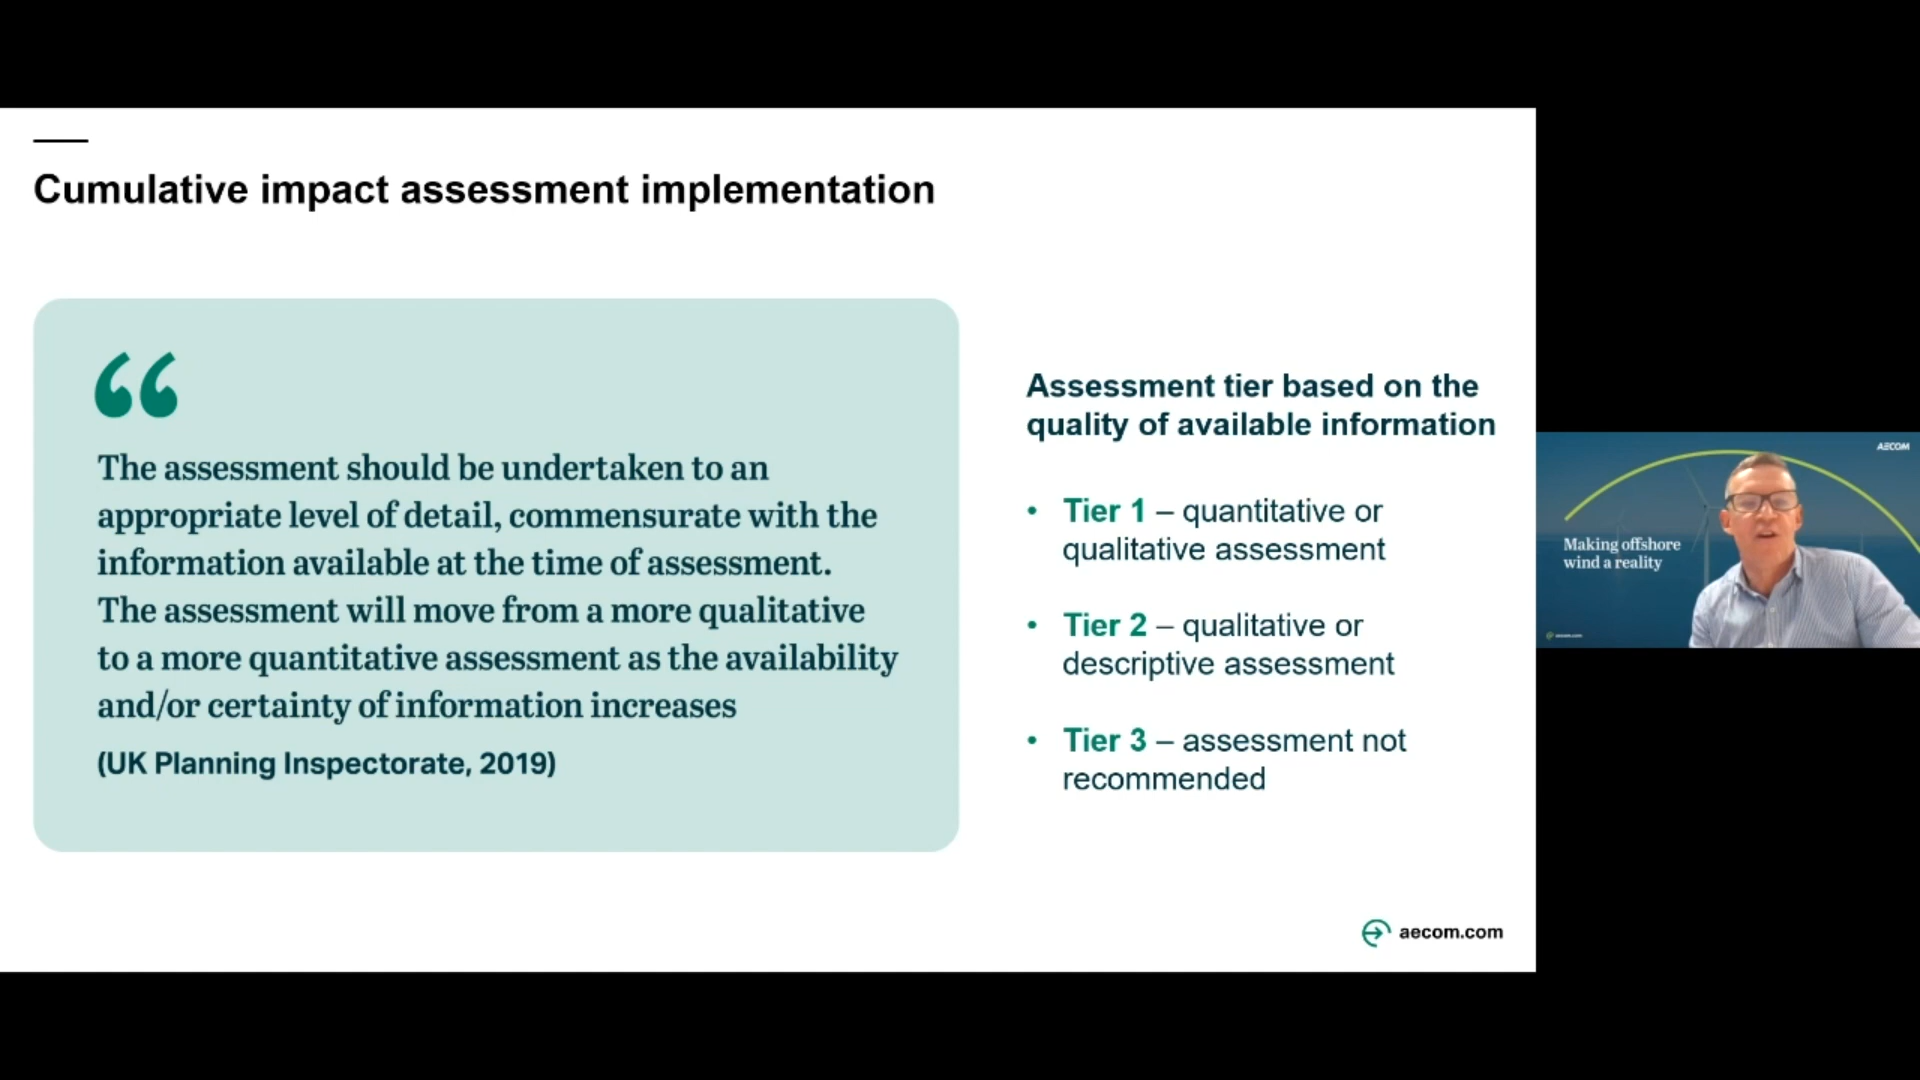 Cumulative impact assessment implementation
“
The assessment should be undertaken to an
appropriate level of detail, commensurate with the
information available at the time of assessment.
The assessment will move from a more qualitative
to a more quantitative assessment as the availability
and/or certainty of information increases
(UK Planning Inspectorate, 2019)
Assessment tier based on the
quality of available information
• Tier 1 – quantitative or
qualitative assessment
• Tier 2 – qualitative or
descriptive assessment
• Tier 3 – assessment not
recommended
aecom.com
AECOM
Making offshore
wind a reality
aecom.com